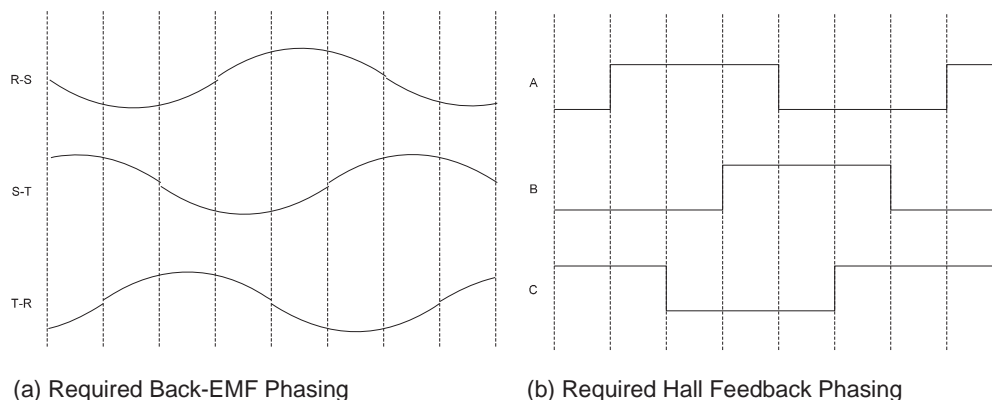 R-S
S-T
T-R
A
B
C
(a) Required Back-EMF Phasing
(b) Required Hall Feedback Phasing